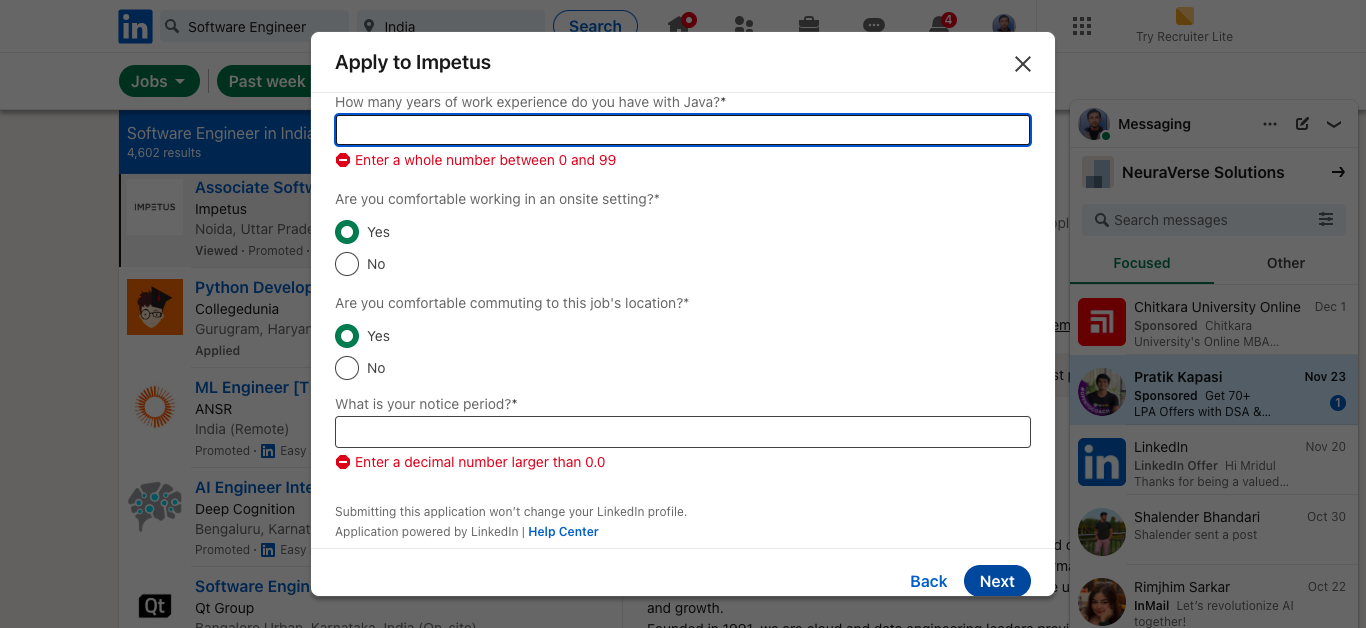 in
Software Engineer
India
Search
4
Try Recruiter Lite
Jobs
Past week
Software Engineer in India
4,602 results
IMPETUS
Associate Softw
Impetus
Noida, Uttar Prade
Viewed · Promoted ·
Python Develop
Collegedunia
Gurugram, Haryan
Applied
ML Engineer [T
ANSR
India (Remote)
Promoted · in Easy
AI Engineer Inte
Deep Cognition
Bengaluru, Karnat
Promoted · in Easy
Qt
Software Engin
Qt Group
Bengaluru Urban, Karnataka, India (On-site)
Apply to Impetus
How many years of work experience do you have with Java?*
Enter a whole number between 0 and 99
Are you comfortable working in an onsite setting?*
Yes
No
Are you comfortable commuting to this job's location?*
Yes
No
What is your notice period?*
Enter a decimal number larger than 0.0
Submitting this application won't change your LinkedIn profile.
Application powered by LinkedIn | Help Center
Back
Next
and growth.
Founded in 1991, we are cloud and data engineering leaders
Messaging
NeuraVerse Solutions
Search messages
Focused
Other
Chitkara University Online Dec 1
Sponsored Chitkara
University's Online MBA...
Pratik Kapasi Nov 23
Sponsored Get 70+
LPA Offers with DSA &... 1
in
LinkedIn Nov 20
LinkedIn Offer Hi Mridul
Thanks for being a valued...
Shalender Bhandari Oct 30
Shalender sent a post
Rimjhim Sarkar Oct 22
InMail Let's revolutionize AI
together!